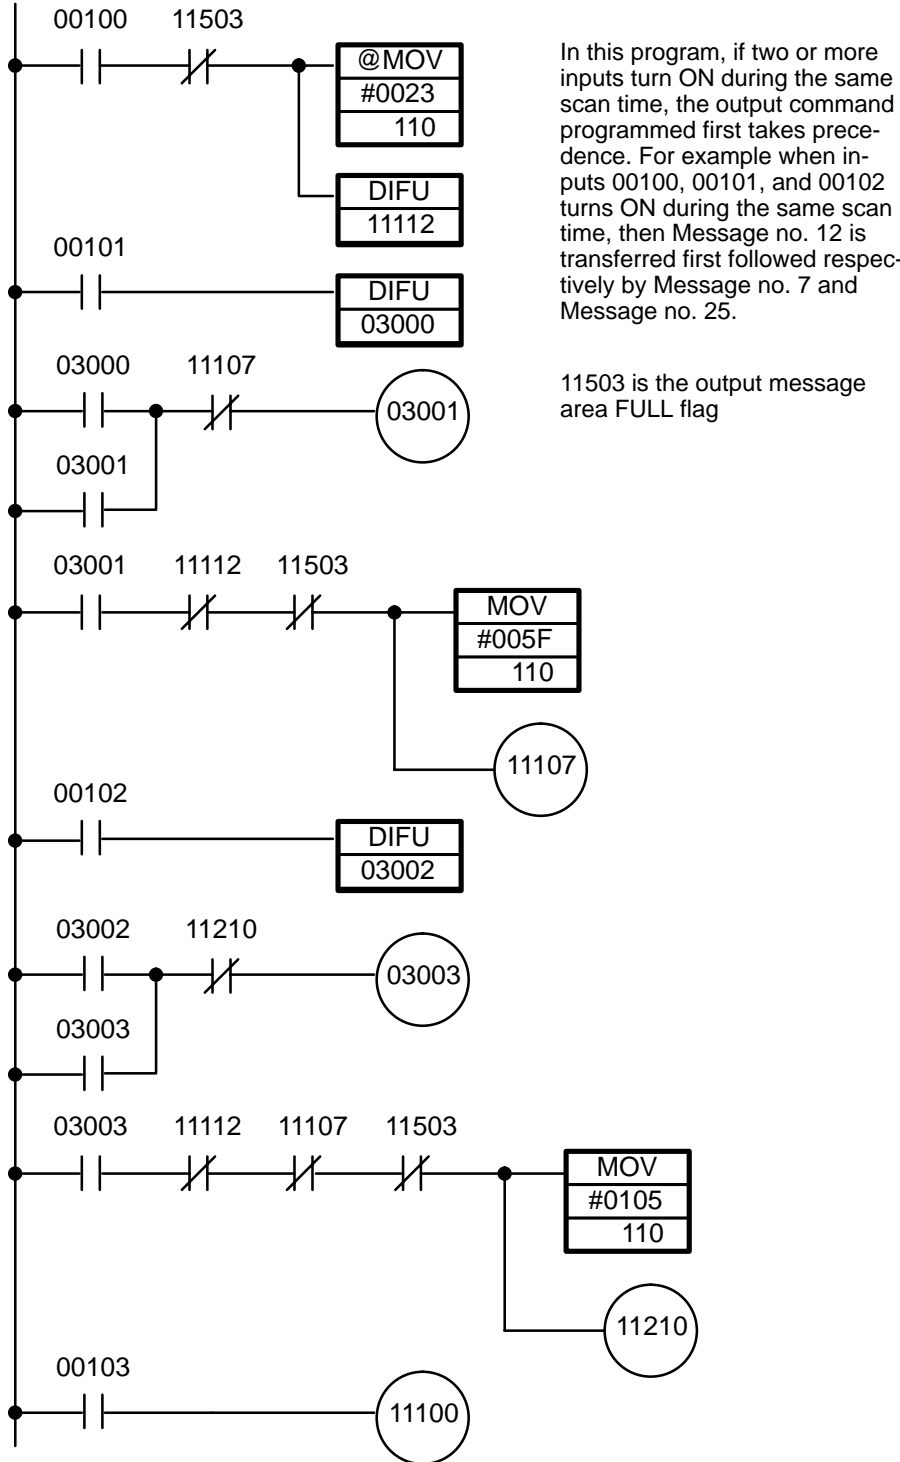 00100 11503
@MOV
#0023
110
DIFU
11112
In this program, if two or more
inputs turn ON during the same
scan time, the output command
programmed first takes prece-
dence. For example when in-
puts 00100, 00101, and 00102
turns ON during the same scan
time, then Message no. 12 is
transferred first followed respec-
tively by Message no. 7 and
Message no. 25.
11503 is the output message
area FULL flag
00101
DIFU
03000
03000 11107
03001
03001
03001 11112 11503
MOV
#005F
110
11107
00102
DIFU
03002
03002 11210
03003
03003
03003 11112 11107 11503
MOV
#0105
110
11210
00103
11100